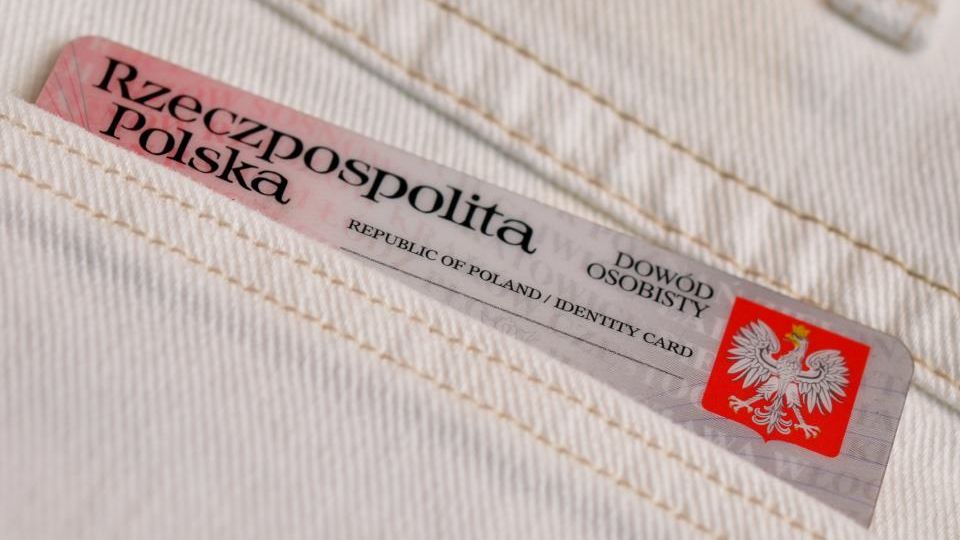 Rzeczpospolita
Polska
REPUBLIC OF POLAND / IDENTITY CARD
DOWÓD
OSOBISTY